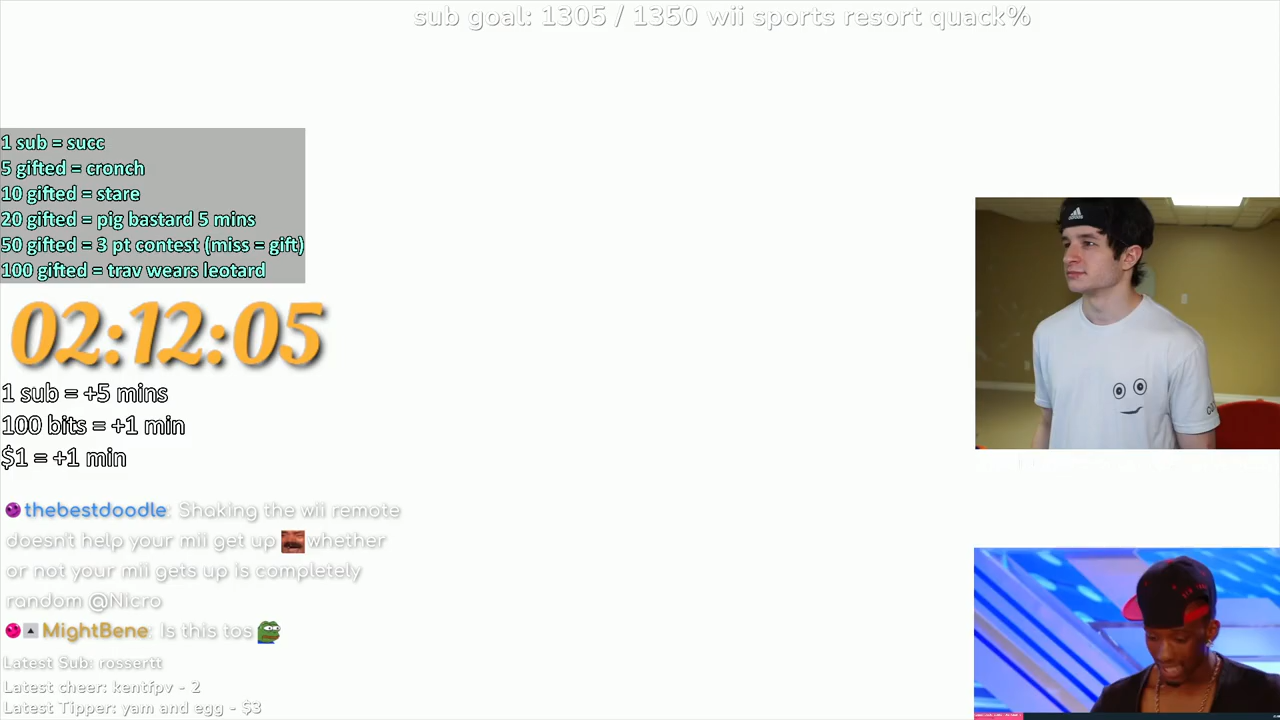 sub goal: 1305 / 1350 wii sports resort quack%
1 sub = succ
5 gifted = cronch
10 gifted = stare
20 gifted = pig bastard 5 mins
50 gifted = 3 pt contest (miss = gift)
100 gifted = trav wears leotard
02:12:05
1 sub = +5 mins
100 bits = +1 min
$1 = +1 min
thebestdoodle: Shaking the wii remote
doesn't help your mii get up whether
or not your mii gets up is completely
random @Nicro
MightBene: Is this tos
Latest Sub: rossertt
Latest cheer: kentfpv - 2
Latest Tipper: yam and egg - $3